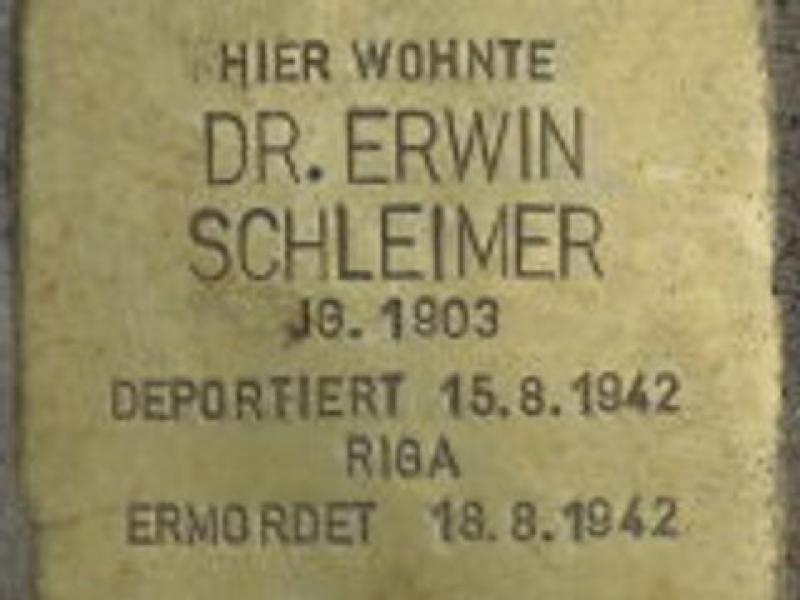 HIER WOHNTE
DR. ERWIN
SCHLEIMER
JG. 1903
DEPORTIERT 15.8.1942
RIGA
ERMORDET 18.8.1942